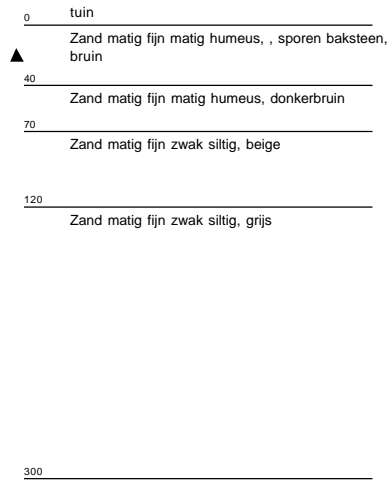 tuin
0
Zand matig fijn matig humeus, , sporen baksteen,
bruin
40
Zand matig fijn matig humeus, donkerbruin
70
Zand matig fijn zwak siltig, beige
120
Zand matig fijn zwak siltig, grijs
300